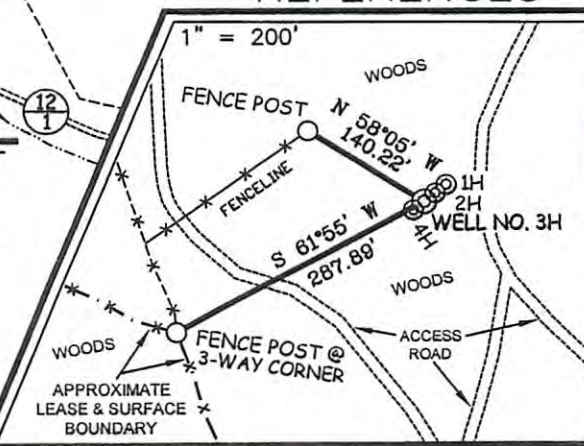 1" = 200'
WOODS
12
1
FENCE POST
N 58°05' W
140.22'
FENCELINE
1H
2H
WELL NO. 3H
4H
S 61°55' W
287.89'
WOODS
ACCESS
ROAD
WOODS
FENCE POST @
3-WAY CORNER
APPROXIMATE
LEASE & SURFACE
BOUNDARY